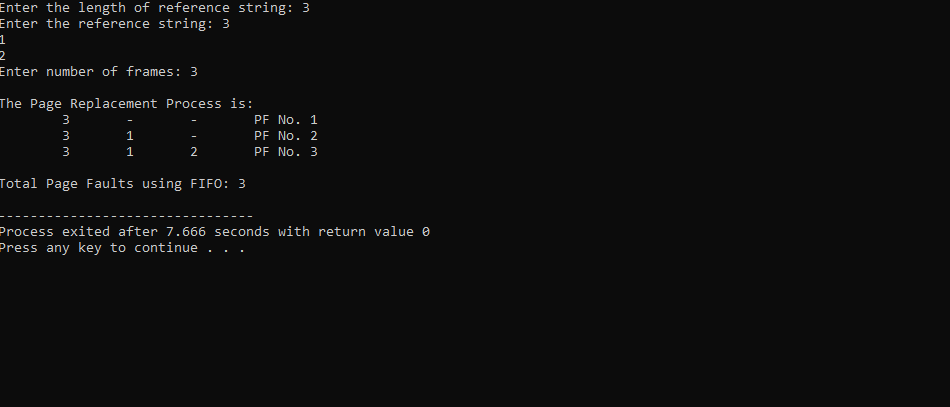 Enter the length of reference string: 3
Enter the reference string: 3
1
2
Enter number of frames: 3
The Page Replacement Process is:
3 - - PF No. 1
3 1 - PF No. 2
3 1 2 PF No. 3
Total Page Faults using FIFO: 3
--------------------------------
Process exited after 7.666 seconds with return value 0
Press any key to continue . . .